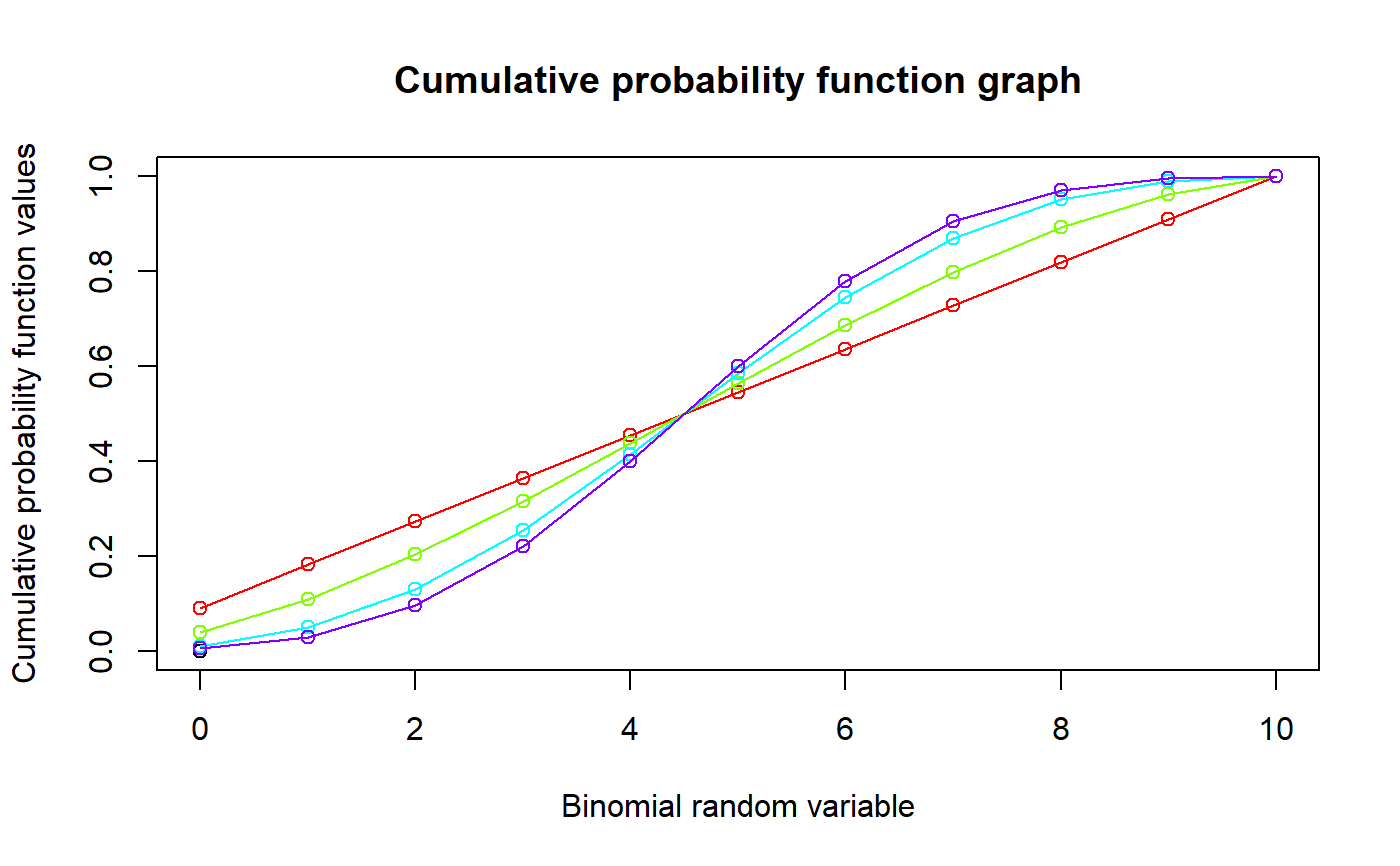 Cumulative probability function graph
Cumulative probability function values
1.0
0.8
0.6
0.4
0.2
0.0
0 2 4 6 8 10
Binomial random variable